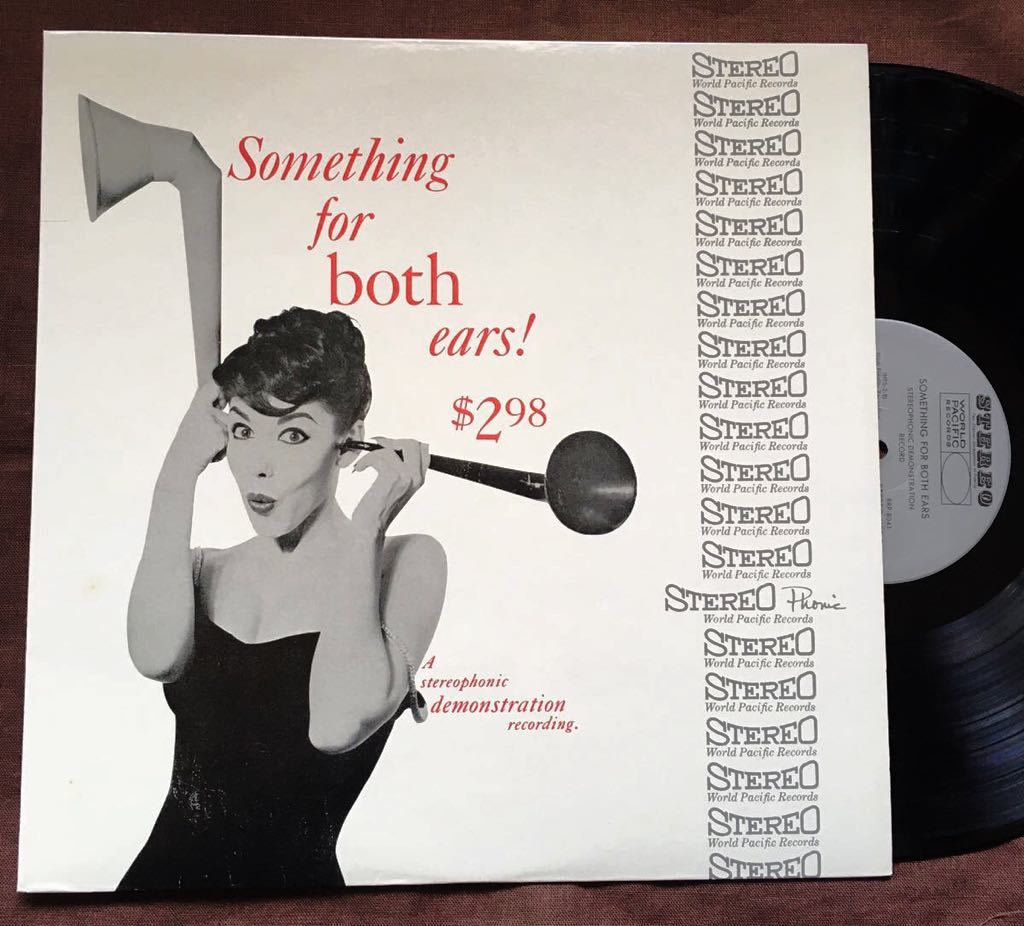 Something
for
both
ears!
$2 98
A
stereophonic
demonstration
recording.
STEREO
World Pacific Records
STEREO
World Pacific Records
STEREO
World Pacific Records
STEREO
World Pacific Records
STEREO
World Pacific Records
STEREO
World Pacific Records
STEREO
World Pacific Records
STEREO
World Pacific Records
STEREO
World Pacific Records
STEREO
World Pacific Records
STEREO
World Pacific Records
STEREO
World Pacific Records
STEREO
World Pacific Records
STEREO Phonic
World Pacific Records
STEREO
World Pacific Records
STEREO
World Pacific Records
STEREO
World Pacific Records
STEREO
World Pacific Records
STEREO
World Pacific Records
STEREO
STEREO
WORLD
PACIFIC
RECORDS
SOMETHING FOR BOTH EARS
STEREOPHONIC DEMONSTRATION
RECORD